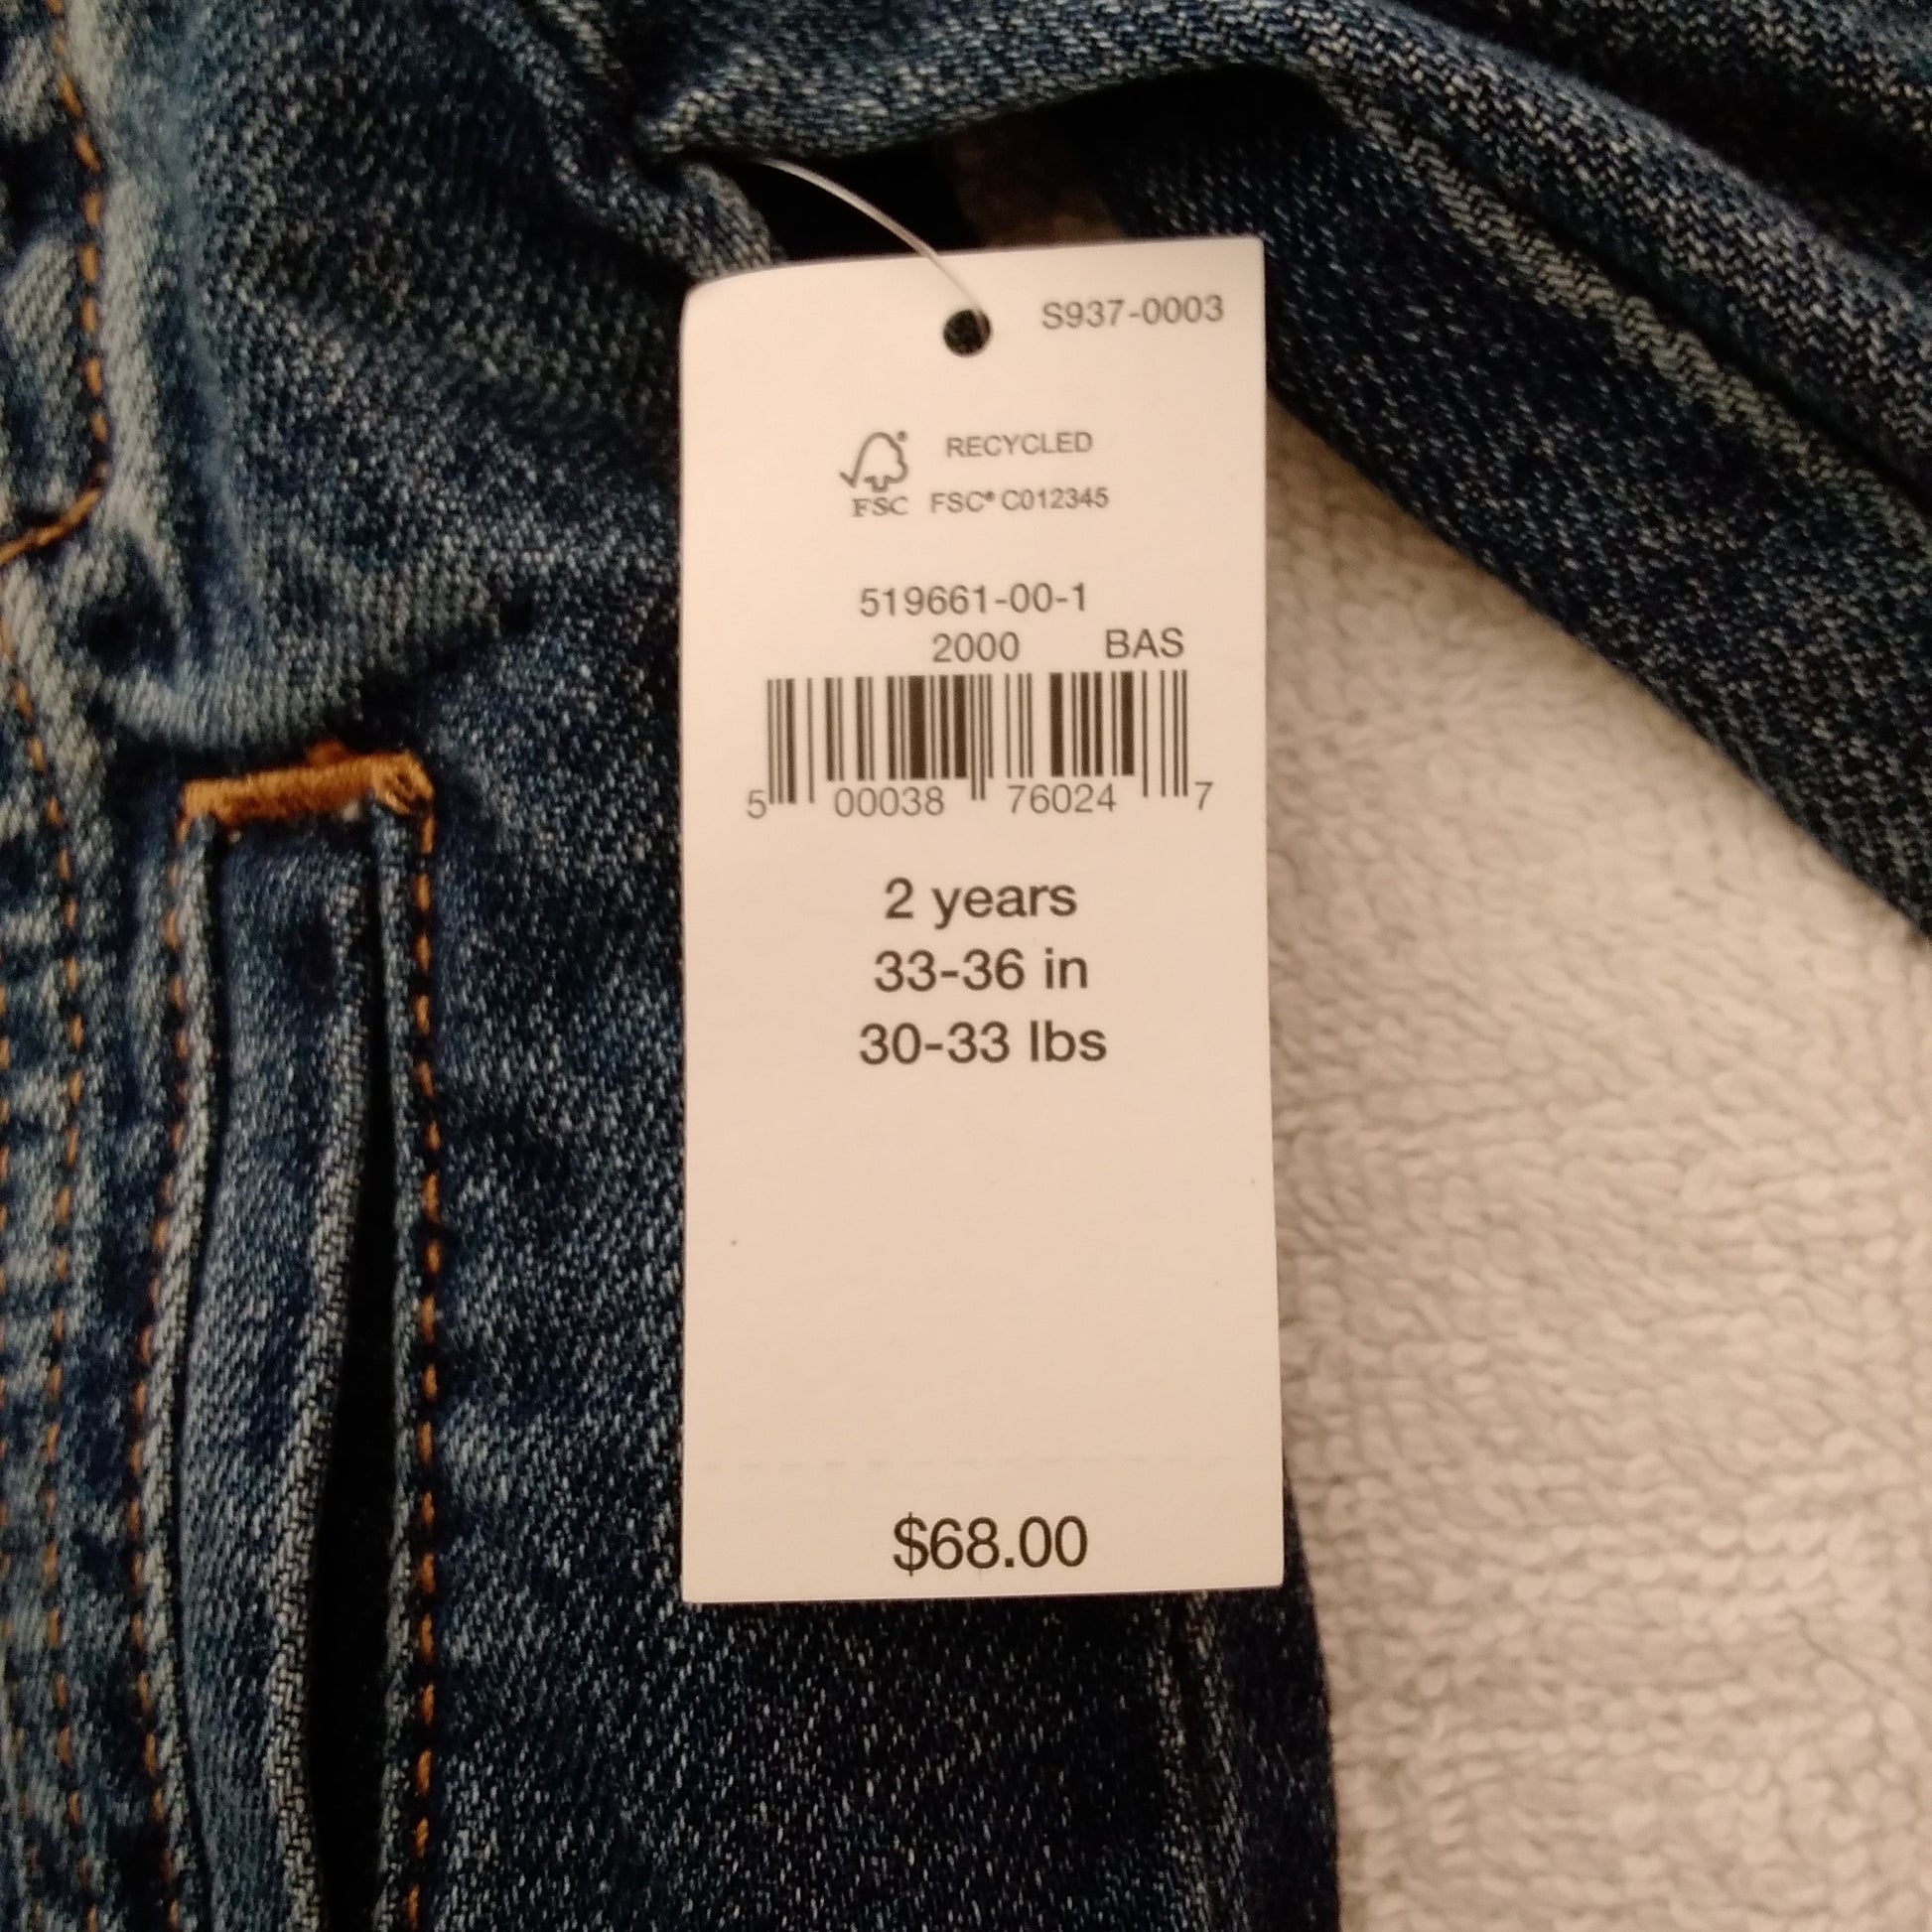 S937-0003
RECYCLED
FSC FSC® C012345
519661-00-1
2000 BAS
5 00038 76024 7
2 years
33-36 in
30-33 lbs
$68.00